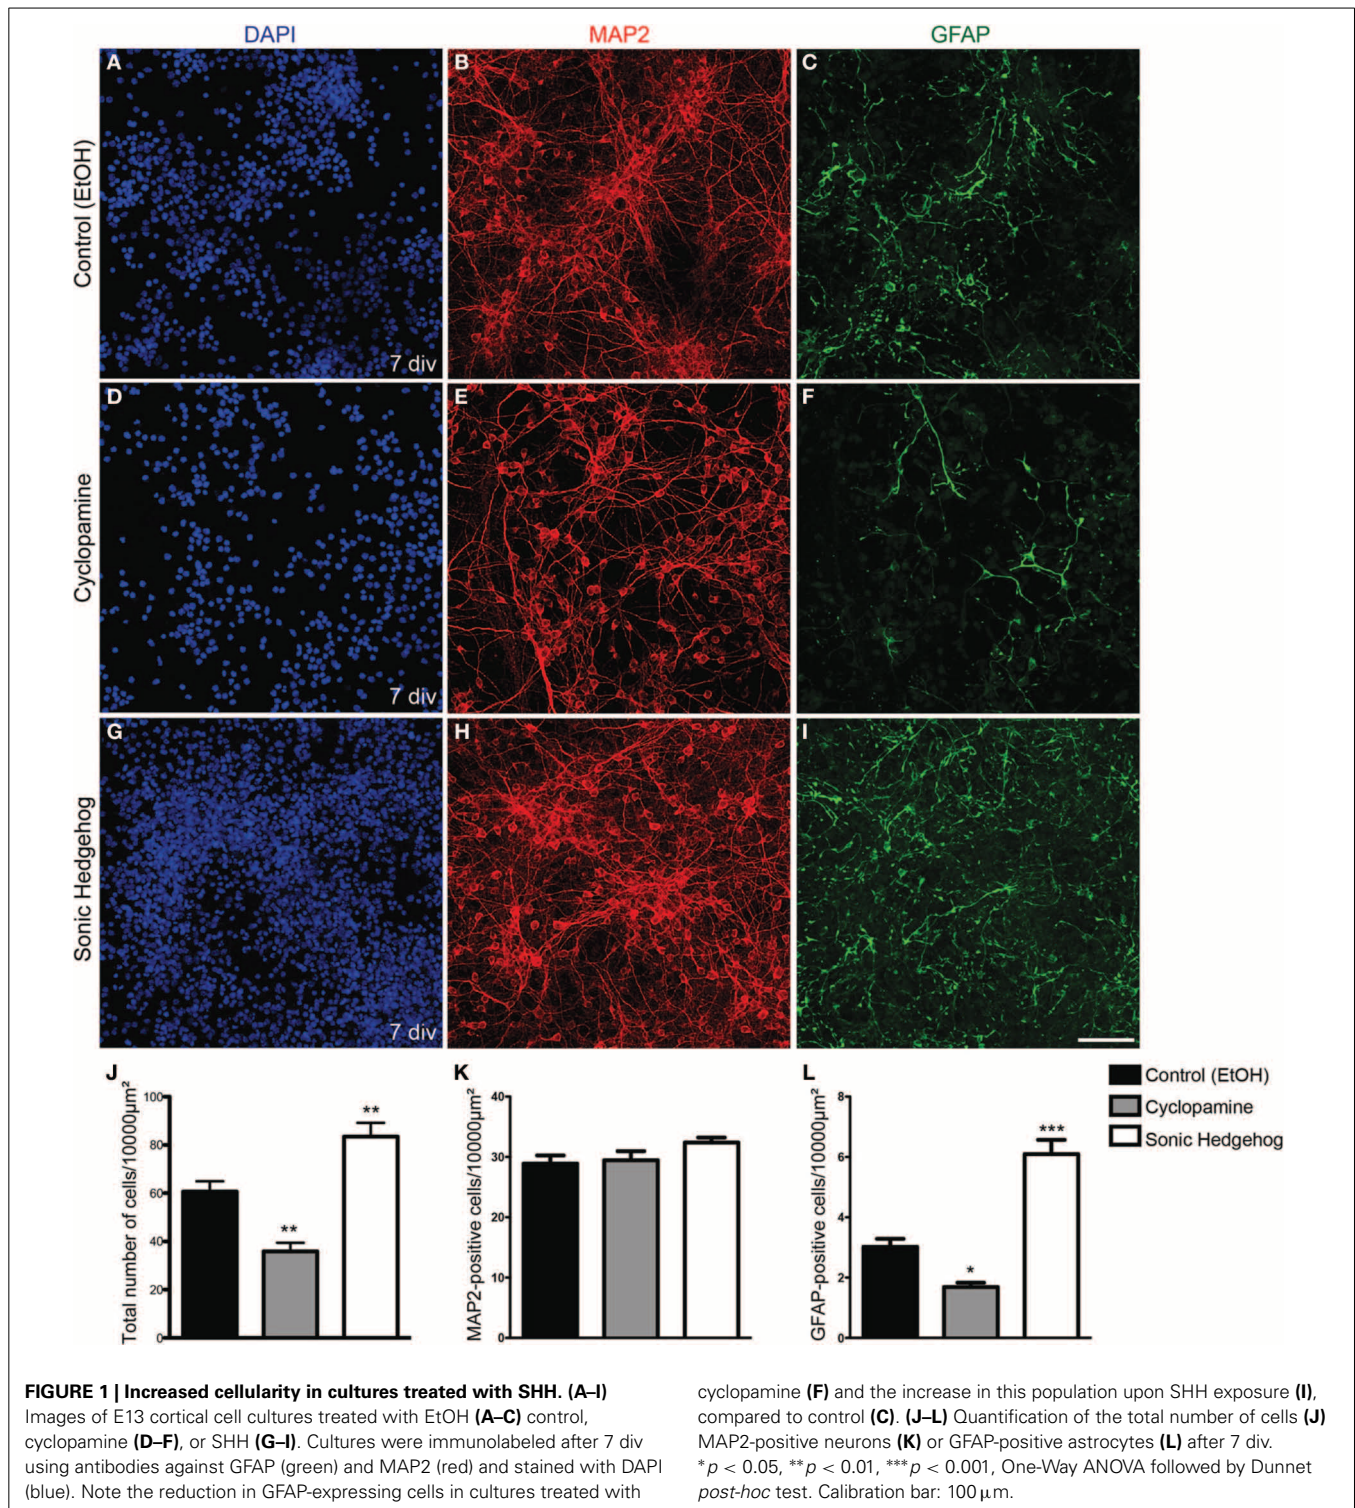 DAPI
MAP2
GFAP
Control (EtOH)
A
7 div
B
C
Cyclopamine
D
7 div
E
F
Sonic Hedgehog
G
7 div
H
I
J
Total number of cells/10000µm²
100
80
60
40
20
0
**
**
K
MAP2-positive cells/10000µm²
40
30
20
10
0
L
GFAP-positive cells/10000µm²
8
6
4
2
0
*
***
Control (EtOH)
Cyclopamine
Sonic Hedgehog
FIGURE 1 | Increased cellularity in cultures treated with SHH. (A–I)
Images of E13 cortical cell cultures treated with EtOH (A–C) control,
cyclopamine (D–F), or SHH (G–I). Cultures were immunolabeled after 7 div
using antibodies against GFAP (green) and MAP2 (red) and stained with DAPI
(blue). Note the reduction in GFAP-expressing cells in cultures treated with
cyclopamine (F) and the increase in this population upon SHH exposure (I),
compared to control (C). (J–L) Quantification of the total number of cells (J)
MAP2-positive neurons (K) or GFAP-positive astrocytes (L) after 7 div.
*p < 0.05, **p < 0.01, ***p < 0.001, One-Way ANOVA followed by Dunnet
post-hoc test. Calibration bar: 100 µm.